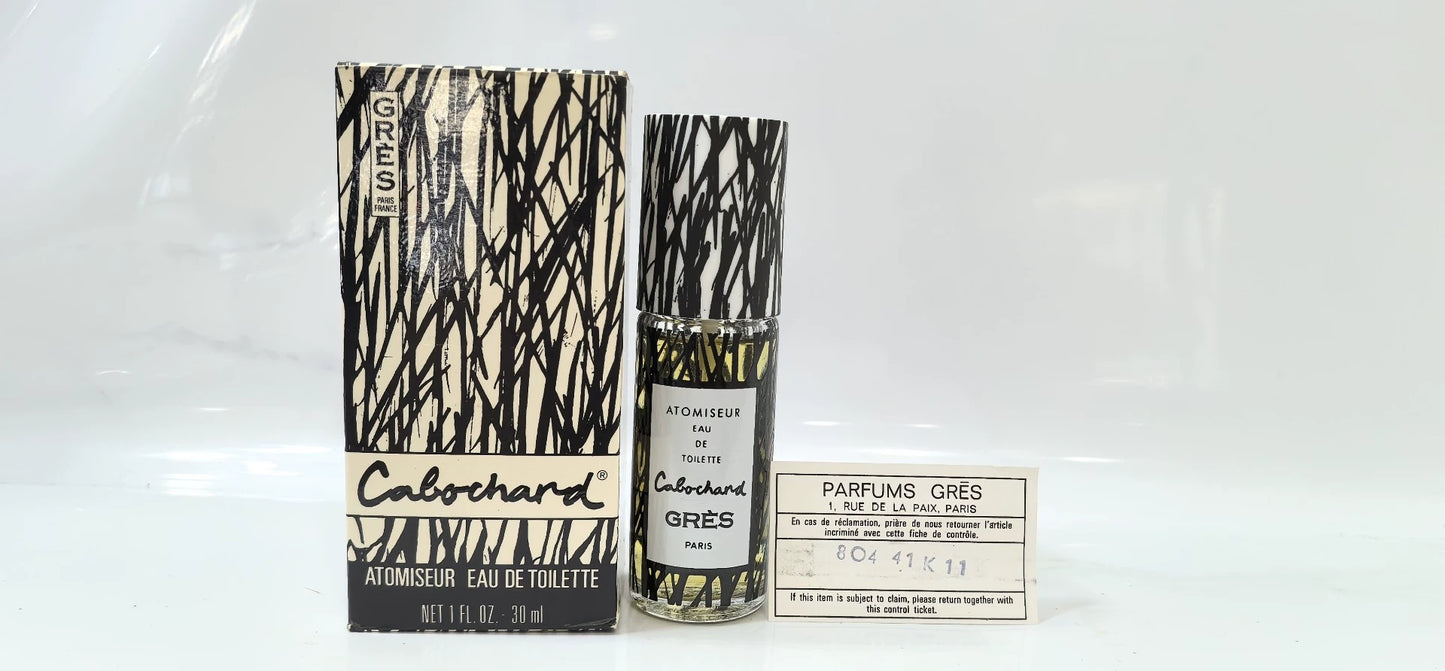 GRÈS
PARIS
FRANCE
Cabochard®
ATOMISEUR EAU DE TOILETTE
NET 1 FL. OZ. - 30 ml
ATOMISEUR
EAU
DE
TOILETTE
Cabochard
GRÈS
PARIS
PARFUMS GRÈS
1, RUE DE LA PAIX, PARIS
En cas de réclamation, prière de nous retourner l'article
incriminé avec cette fiche de contrôle.
804 41 K 11
If this item is subject to claim, please return together with
this control ticket.